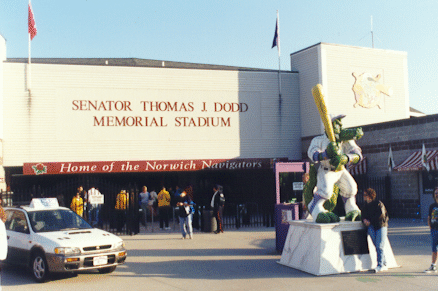 SENATOR THOMAS J. DODD
MEMORIAL STADIUM
Home of the Norwich Navigators